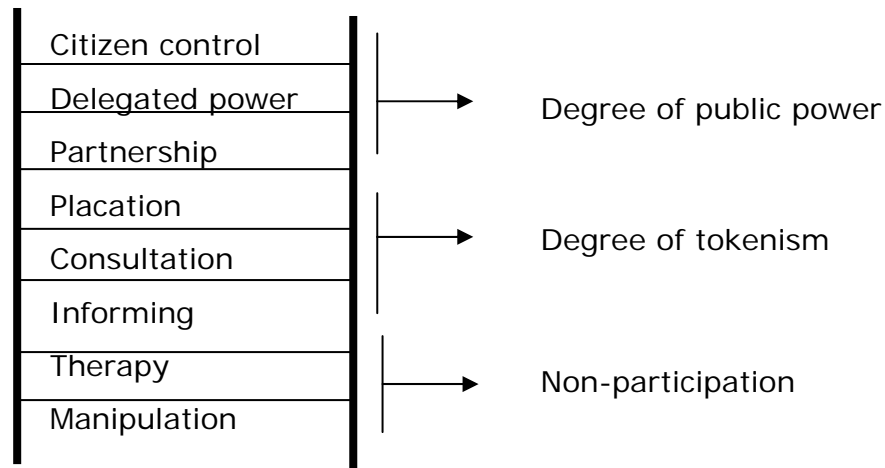 Citizen control
Delegated power
Partnership
Placation
Consultation
Informing
Therapy
Manipulation
Degree of public power
Degree of tokenism
Non-participation